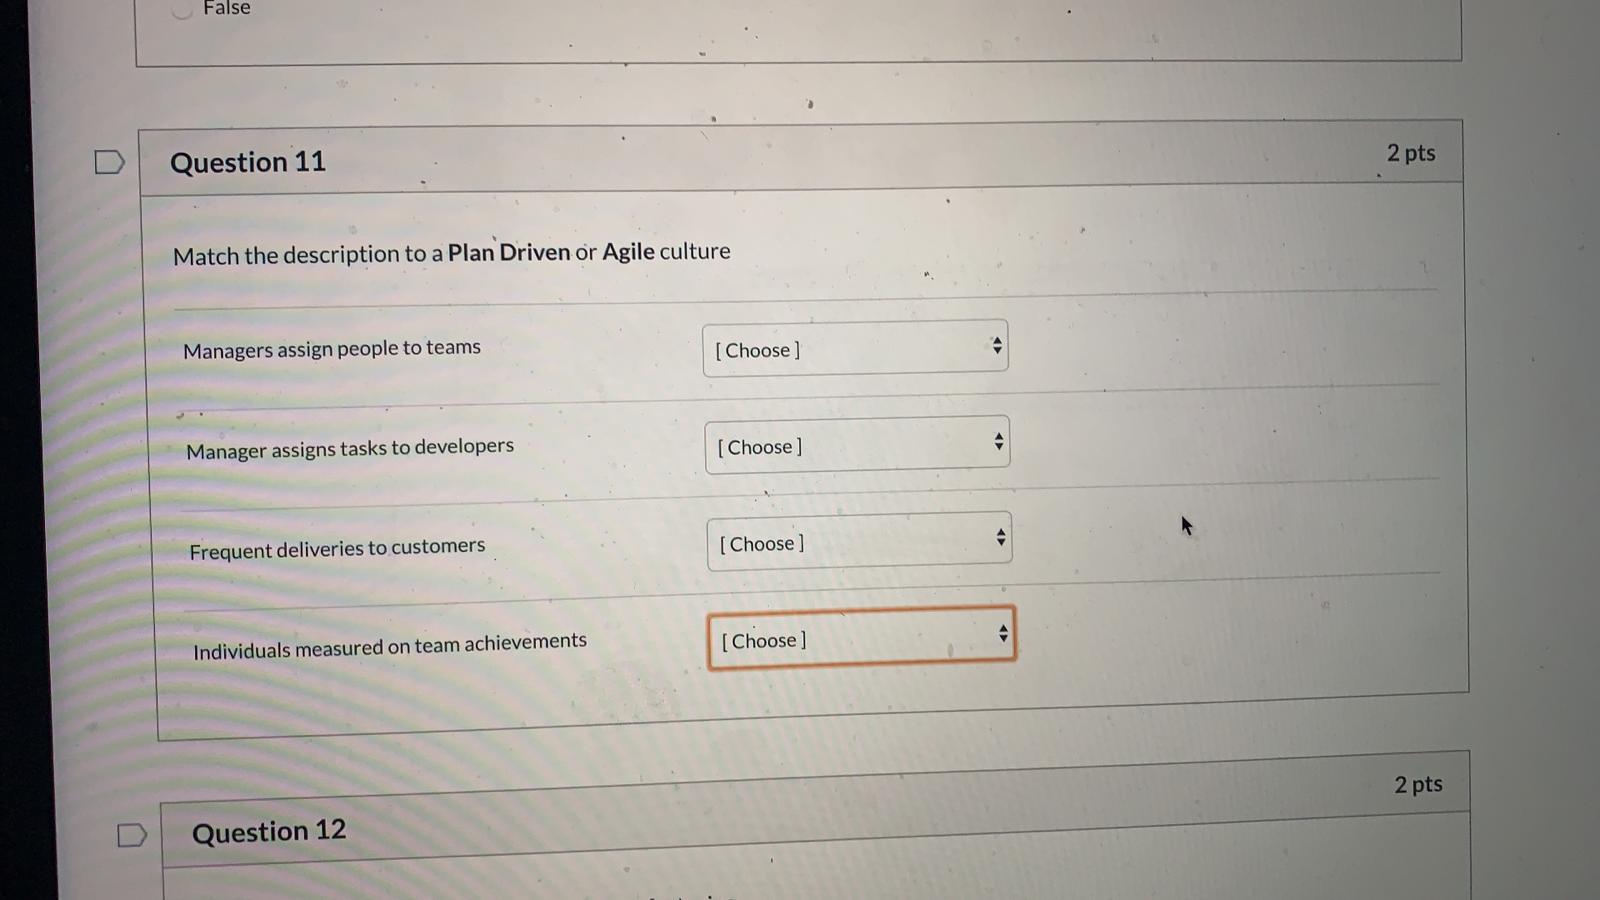 False
Question 11
2 pts
Match the description to a Plan Driven or Agile culture
Managers assign people to teams
[ Choose ]
Manager assigns tasks to developers
[ Choose ]
Frequent deliveries to customers
[ Choose ]
Individuals measured on team achievements
[ Choose ]
2 pts
Question 12